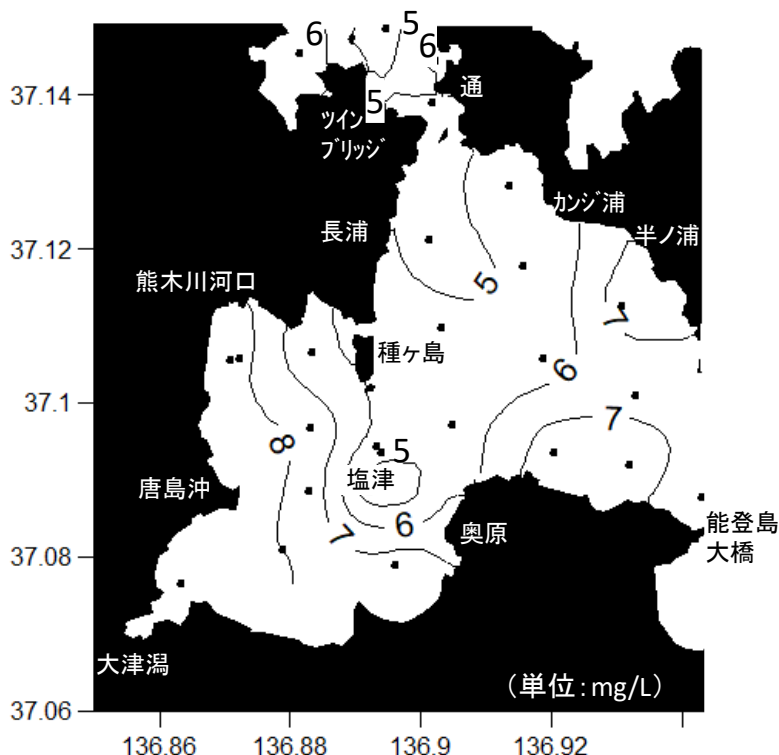 5
6
6
37.14
5
通
ツイン
ブリッジ
カンジ浦
37.12
長浦
半ノ浦
5
熊木川河口
7
種ヶ島
6
37.1
7
8
5
塩津
唐島沖
6
能登島
7
奥原
大橋
37.08
大津潟
(単位:mg/L)
37.06
136.86
136.88
136.9
136.92